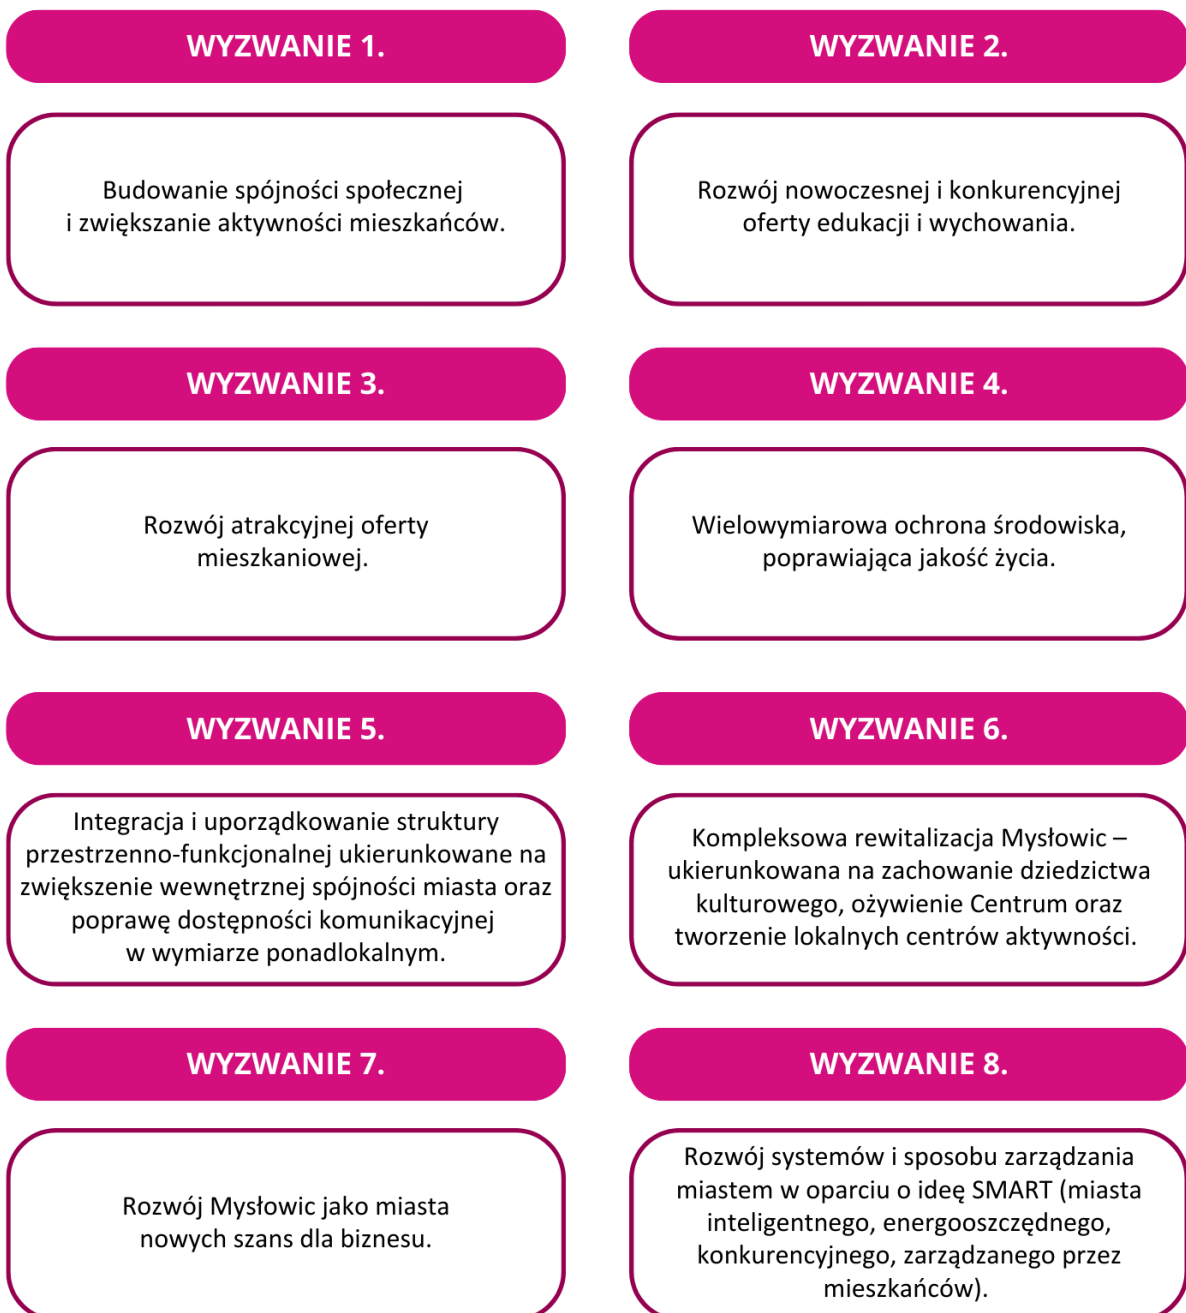 WYZWANIE 1.
Budowanie spójności społecznej
i zwiększanie aktywności mieszkańców.
WYZWANIE 2.
Rozwój nowoczesnej i konkurencyjnej
oferty edukacji i wychowania.
WYZWANIE 3.
Rozwój atrakcyjnej oferty
mieszkaniowej.
WYZWANIE 4.
Wielowymiarowa ochrona środowiska,
poprawiająca jakość życia.
WYZWANIE 5.
Integracja i uporządkowanie struktury
przestrzenno-funkcjonalnej ukierunkowane na
zwiększenie wewnętrznej spójności miasta oraz
poprawę dostępności komunikacyjnej
w wymiarze ponadlokalnym.
WYZWANIE 6.
Kompleksowa rewitalizacja Mysłowic –
ukierunkowana na zachowanie dziedzictwa
kulturowego, ożywienie Centrum oraz
tworzenie lokalnych centrów aktywności.
WYZWANIE 7.
Rozwój Mysłowic jako miasta
nowych szans dla biznesu.
WYZWANIE 8.
Rozwój systemów i sposobu zarządzania
miastem w oparciu o ideę SMART (miasta
inteligentnego, energooszczędnego,
konkurencyjnego, zarządzanego przez
mieszkańców).